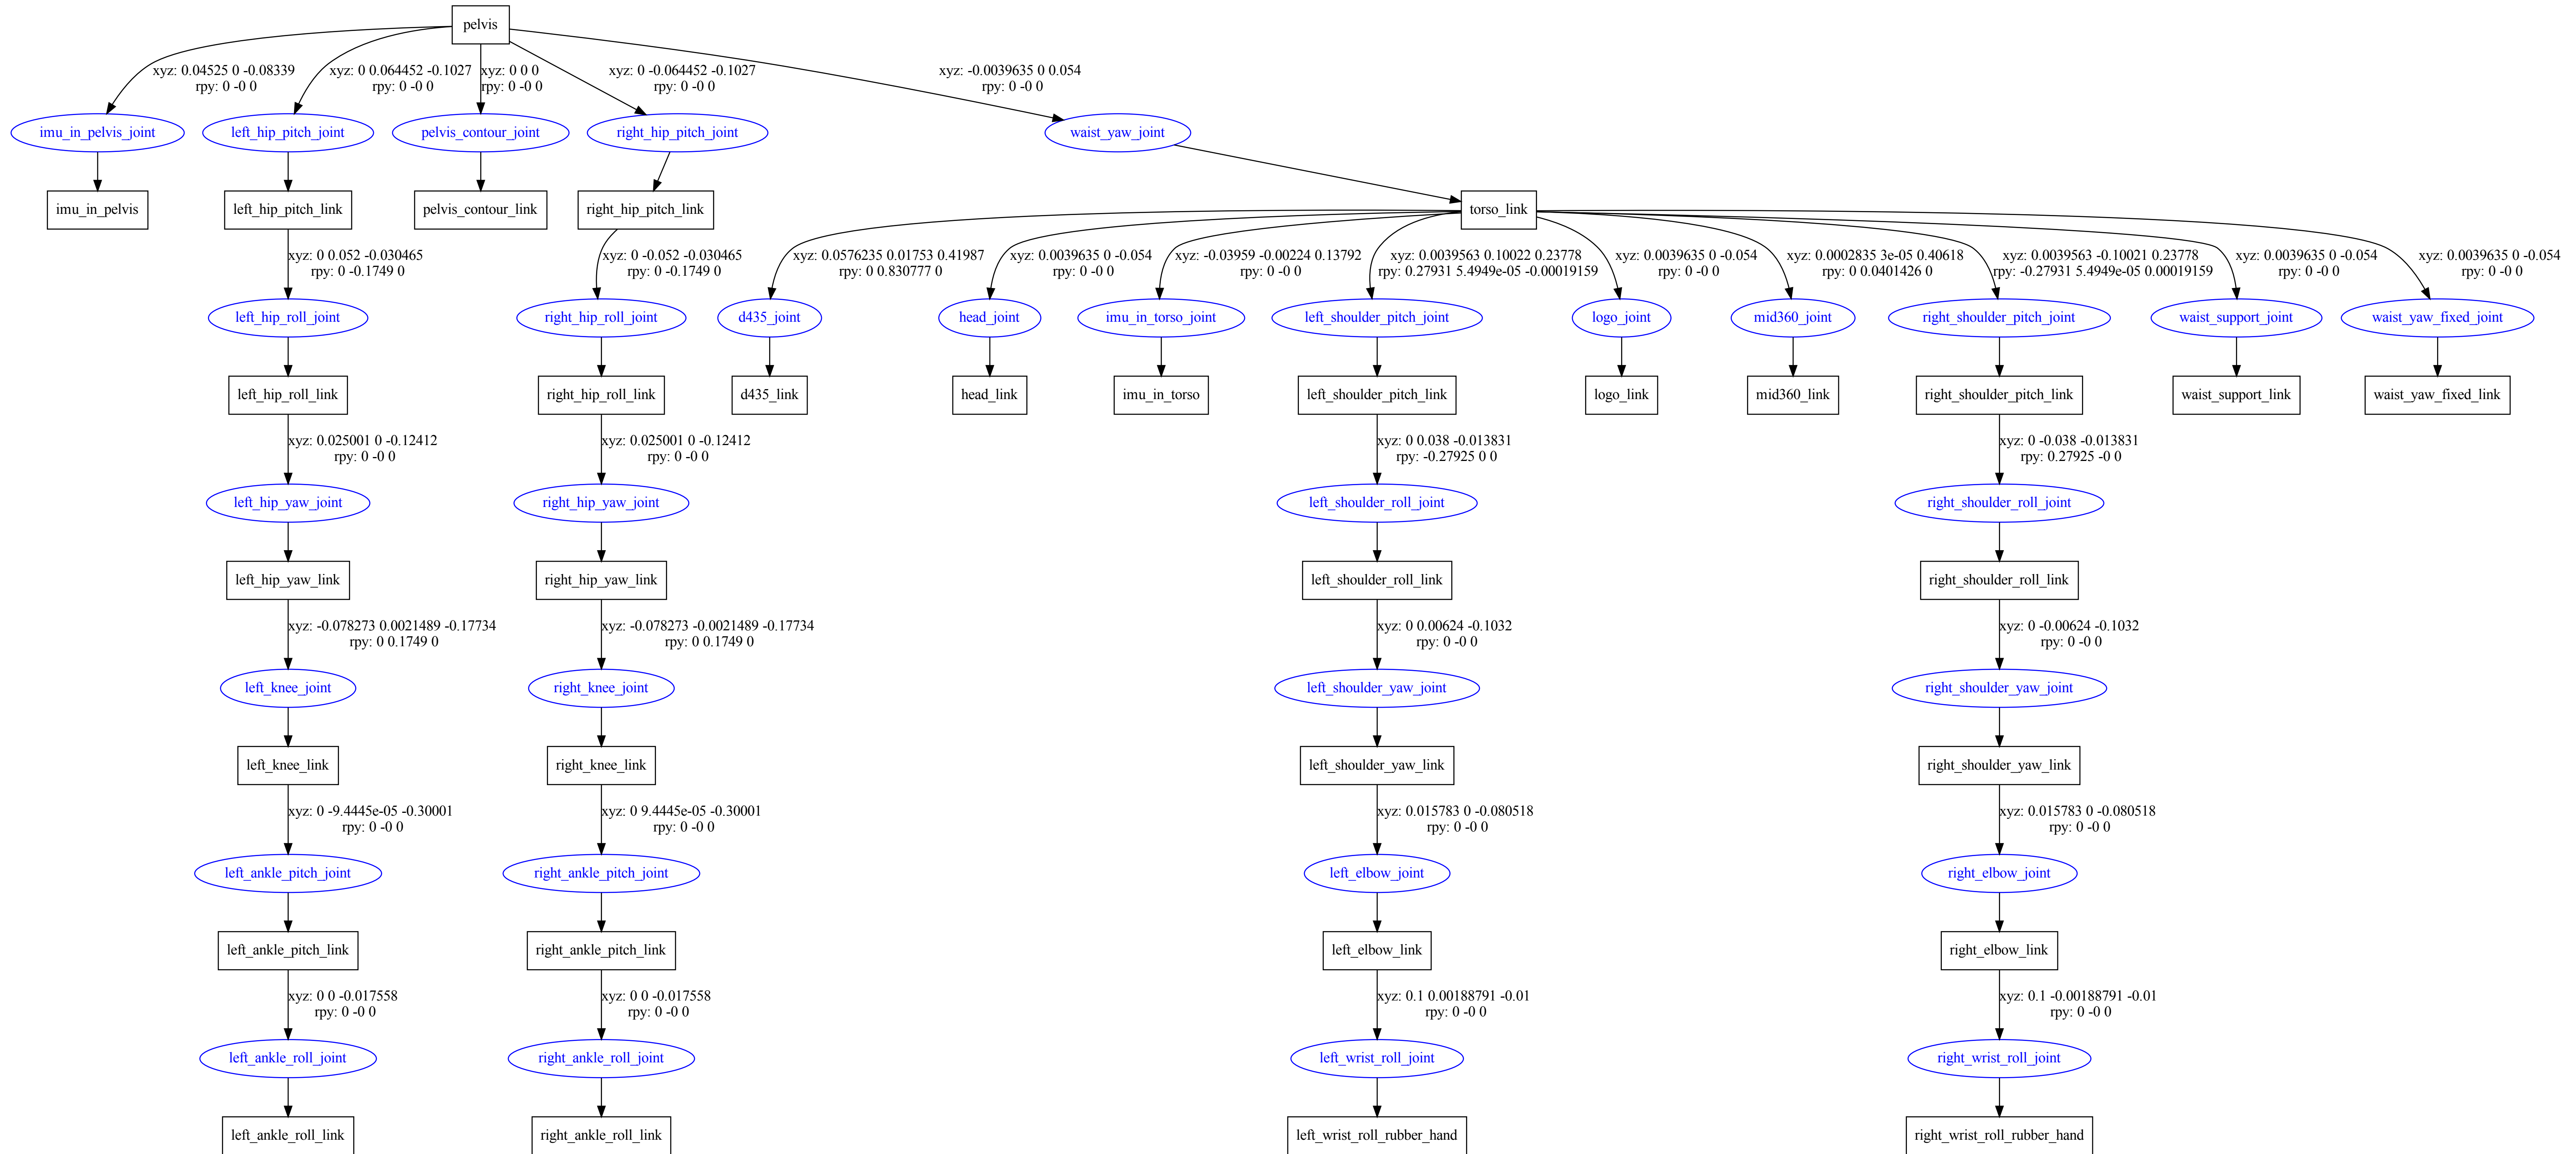 pelvis
xyz: 0.04525 0 -0.08339
rpy: 0 -0 0
xyz: 0 0.064452 -0.1027
rpy: 0 -0 0
xyz: 0 0 0
rpy: 0 -0 0
xyz: 0 -0.064452 -0.1027
rpy: 0 -0 0
xyz: -0.0039635 0 0.054
rpy: 0 -0 0
imu_in_pelvis_joint
left_hip_pitch_joint
pelvis_contour_joint
right_hip_pitch_joint
waist_yaw_joint
imu_in_pelvis
left_hip_pitch_link
pelvis_contour_link
right_hip_pitch_link
torso_link
xyz: 0 0.052 -0.030465
rpy: 0 -0.1749 0
xyz: 0 -0.052 -0.030465
rpy: 0 -0.1749 0
xyz: 0.0576235 0.01753 0.41987
rpy: 0 0.830777 0
xyz: 0.0039635 0 -0.054
rpy: 0 -0 0
xyz: -0.03959 -0.00224 0.13792
rpy: 0 -0 0
xyz: 0.0039563 0.10022 0.23778
rpy: 0.27931 5.4949e-05 -0.00019159
xyz: 0.0039635 0 -0.054
rpy: 0 -0 0
xyz: 0.0002835 3e-05 0.40618
rpy: 0 0.0401426 0
xyz: 0.0039563 -0.10021 0.23778
rpy: -0.27931 5.4949e-05 0.00019159
xyz: 0.0039635 0 -0.054
rpy: 0 -0 0
xyz: 0.0039635 0 -0.054
rpy: 0 -0 0
left_hip_roll_joint
right_hip_roll_joint
d435_joint
head_joint
imu_in_torso_joint
left_shoulder_pitch_joint
logo_joint
mid360_joint
right_shoulder_pitch_joint
waist_support_joint
waist_yaw_fixed_joint
left_hip_roll_link
right_hip_roll_link
d435_link
head_link
imu_in_torso
left_shoulder_pitch_link
logo_link
mid360_link
right_shoulder_pitch_link
waist_support_link
waist_yaw_fixed_link
xyz: 0.025001 0 -0.12412
rpy: 0 -0 0
xyz: 0.025001 0 -0.12412
rpy: 0 -0 0
xyz: 0 0.038 -0.013831
rpy: -0.27925 0 0
xyz: 0 -0.038 -0.013831
rpy: 0.27925 -0 0
left_hip_yaw_joint
right_hip_yaw_joint
left_shoulder_roll_joint
right_shoulder_roll_joint
left_hip_yaw_link
right_hip_yaw_link
left_shoulder_roll_link
right_shoulder_roll_link
xyz: -0.078273 0.0021489 -0.17734
rpy: 0 0.1749 0
xyz: -0.078273 -0.0021489 -0.17734
rpy: 0 0.1749 0
xyz: 0 0.00624 -0.1032
rpy: 0 -0 0
xyz: 0 -0.00624 -0.1032
rpy: 0 -0 0
left_knee_joint
right_knee_joint
left_shoulder_yaw_joint
right_shoulder_yaw_joint
left_knee_link
right_knee_link
left_shoulder_yaw_link
right_shoulder_yaw_link
xyz: 0 -9.4445e-05 -0.30001
rpy: 0 -0 0
xyz: 0 9.4445e-05 -0.30001
rpy: 0 -0 0
xyz: 0.015783 0 -0.080518
rpy: 0 -0 0
xyz: 0.015783 0 -0.080518
rpy: 0 -0 0
left_ankle_pitch_joint
right_ankle_pitch_joint
left_elbow_joint
right_elbow_joint
left_ankle_pitch_link
right_ankle_pitch_link
left_elbow_link
right_elbow_link
xyz: 0 0 -0.017558
rpy: 0 -0 0
xyz: 0 0 -0.017558
rpy: 0 -0 0
xyz: 0.1 0.00188791 -0.01
rpy: 0 -0 0
xyz: 0.1 -0.00188791 -0.01
rpy: 0 -0 0
left_ankle_roll_joint
right_ankle_roll_joint
left_wrist_roll_joint
right_wrist_roll_joint
left_ankle_roll_link
right_ankle_roll_link
left_wrist_roll_rubber_hand
right_wrist_roll_rubber_hand